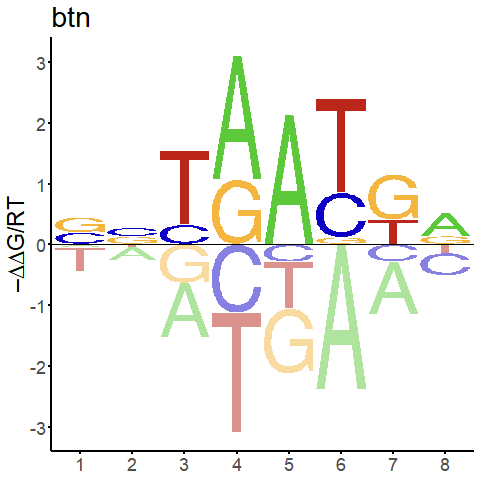 btn
−ΔΔG/RT
3
2
1
0
-1
-2
-3
G C T
C G A
T C G A
A G C T
A C T G
T C G A
G T C A
A G T C
1 2 3 4 5 6 7 8